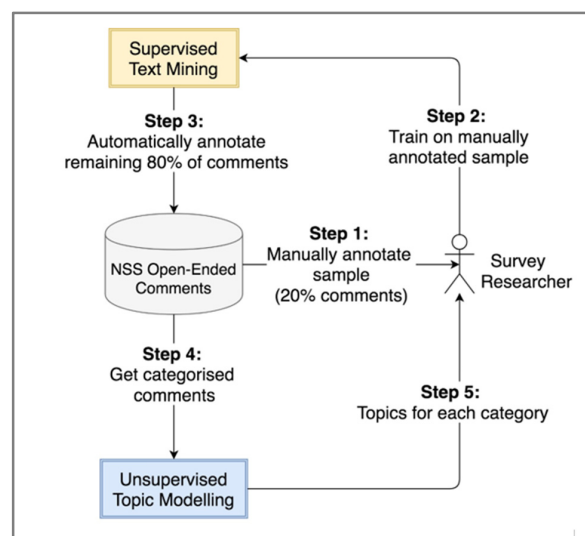 Supervised
Text Mining
Step 3:
Automatically annotate
remaining 80% of comments
Step 2:
Train on manually
annotated sample
NSS Open-Ended
Comments
Step 1:
Manually annotate
sample
(20% comments)
Survey
Researcher
Step 4:
Get categorised
comments
Step 5:
Topics for each category
Unsupervised
Topic Modelling